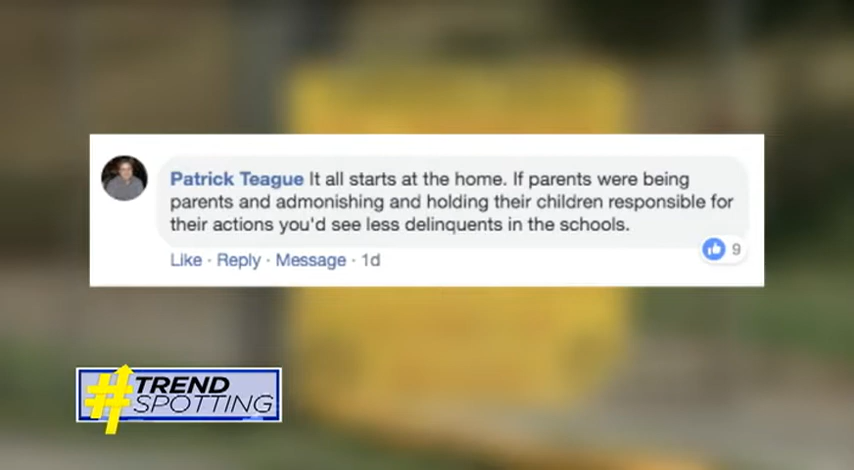 Patrick Teague It all starts at the home. If parents were being
parents and admonishing and holding their children responsible for
their actions you'd see less delinquents in the schools.
Like · Reply · Message · 1d
9
#TREND
SPOTTING